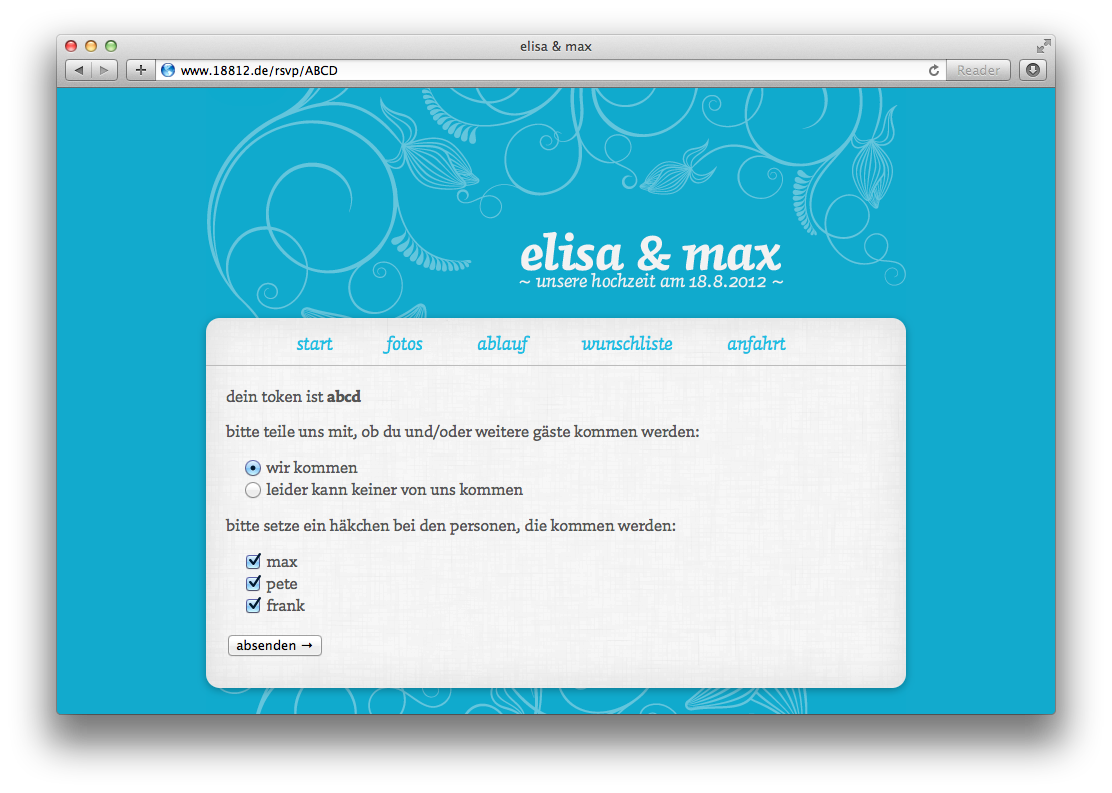 elisa & max
www.18812.de/rsvp/ABCD
Reader
elisa & max
~ unsere hochzeit am 18.8.2012 ~
start fotos ablauf wunschliste anfahrt
dein token ist abcd
bitte teile uns mit, ob du und/oder weitere gäste kommen werden:
wir kommen
leider kann keiner von uns kommen
bitte setze ein häkchen bei den personen, die kommen werden:
max
pete
frank
absenden →